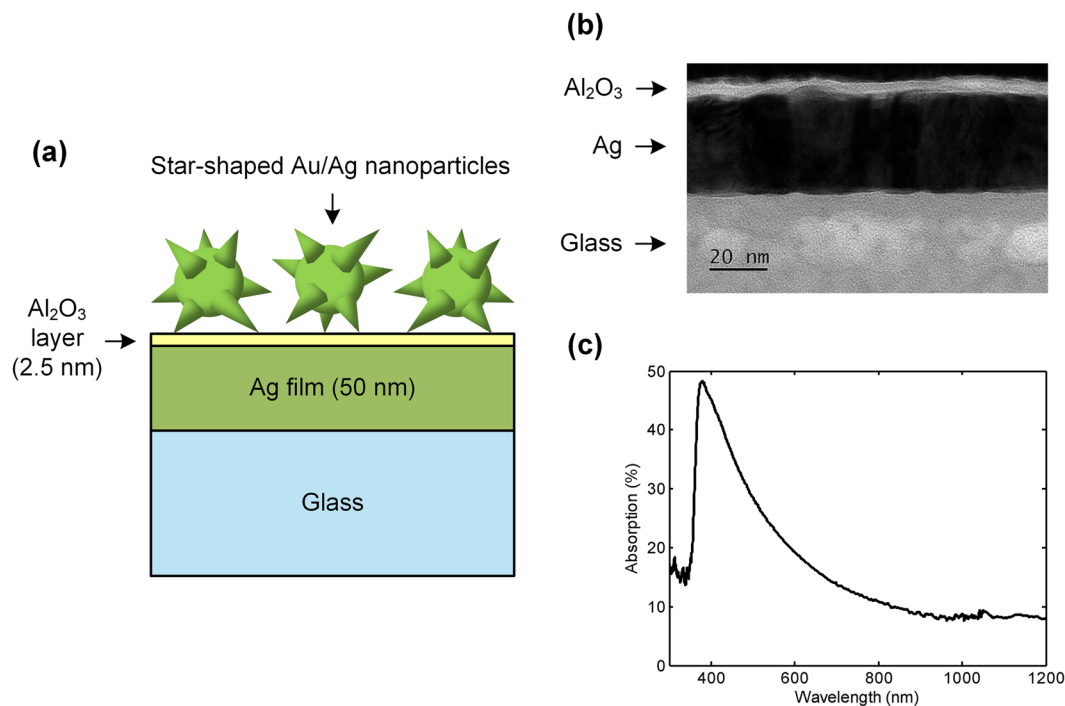 (a)
Star-shaped Au/Ag nanoparticles
Al₂O₃
layer
(2.5 nm)
Ag film (50 nm)
Glass
(b)
Al₂O₃
Ag
Glass
20 nm
(c)
50
40
30
20
10
0
Absorption (%)
400 600 800 1000 1200
Wavelength (nm)